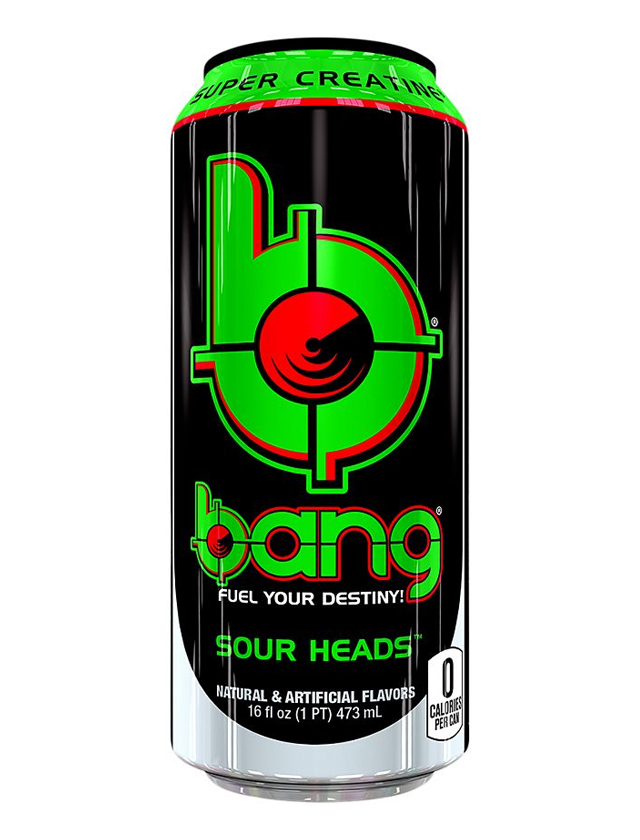 SUPER CREATINE®
b®
bang®
FUEL YOUR DESTINY!
SOUR HEADS™
NATURAL & ARTIFICIAL FLAVORS
16 fl oz (1 PT) 473 mL
0
CALORIES
PER CAN